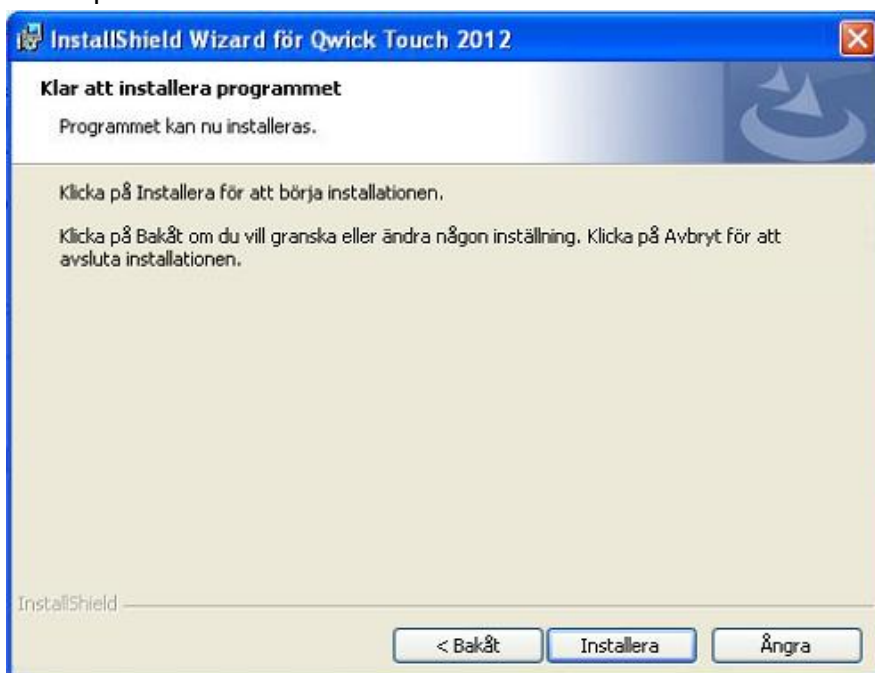 InstallShield Wizard för Qwick Touch 2012
Klar att installera programmet
Programmet kan nu installeras.
Klicka på Installera för att börja installationen.
Klicka på Bakåt om du vill granska eller ändra någon inställning. Klicka på Avbryt för att
avsluta installationen.
InstallShield
< Bakåt Installera Ångra